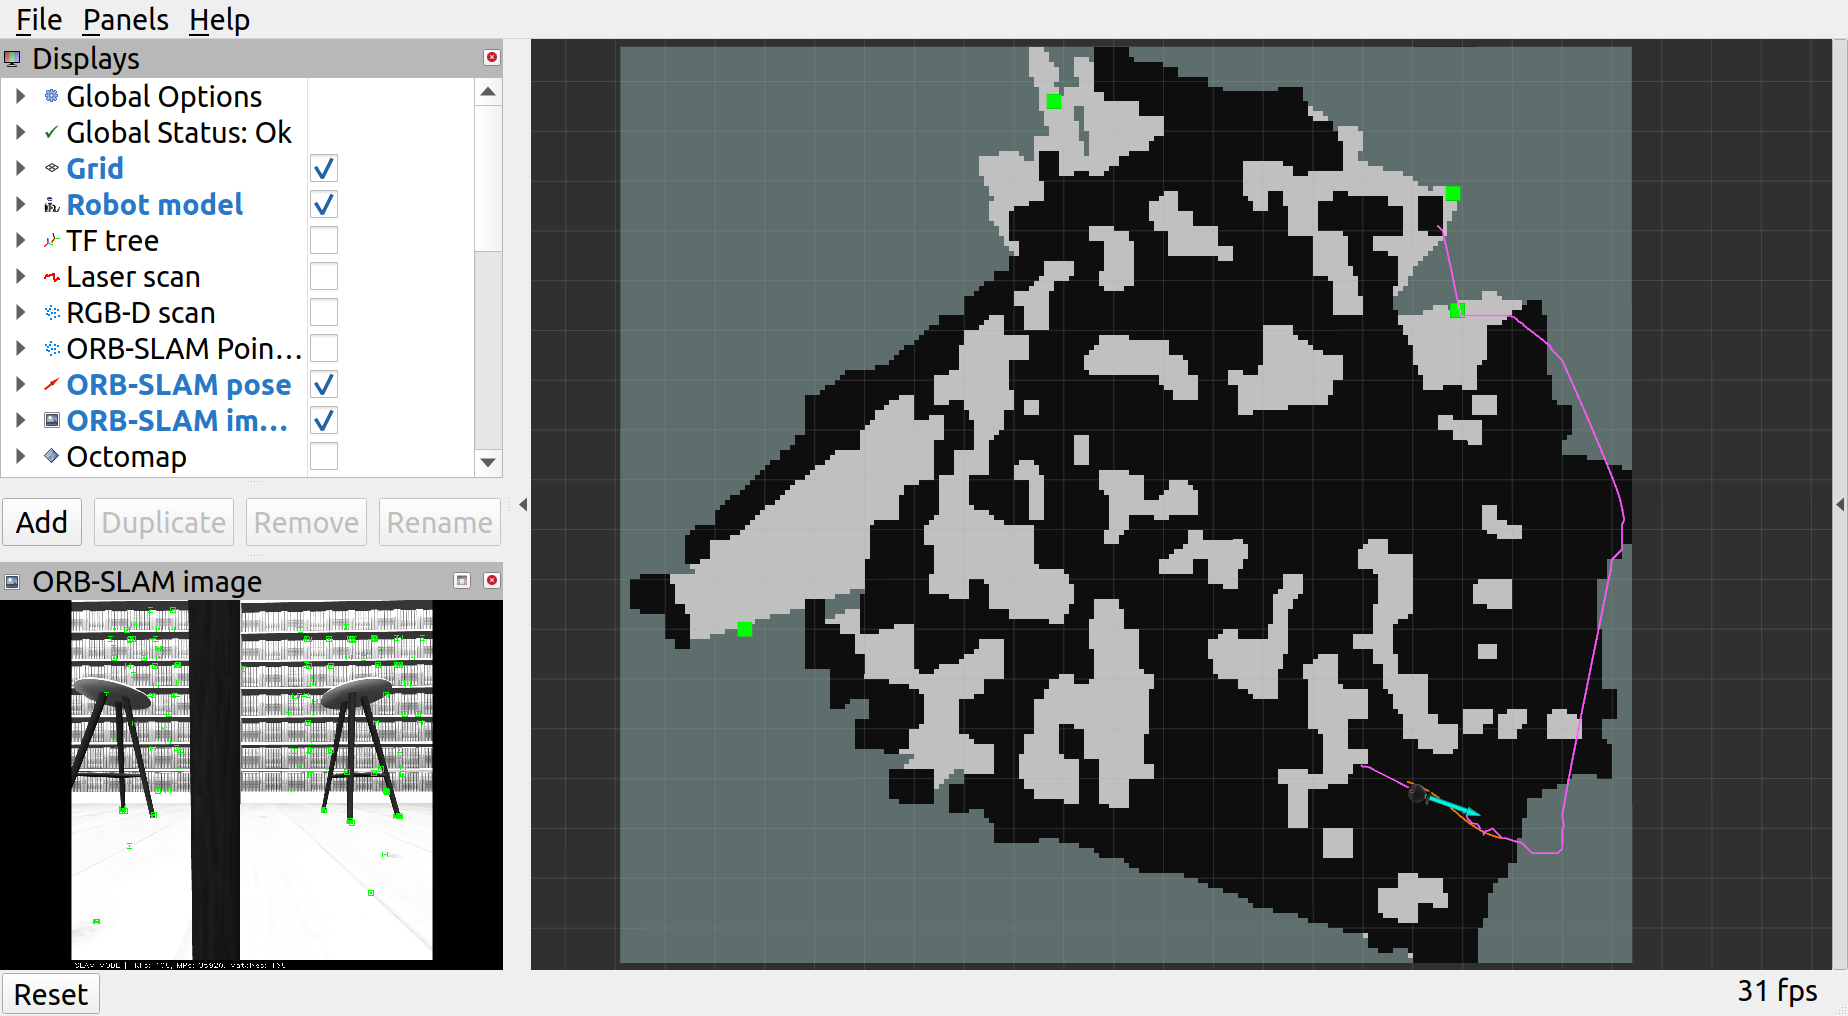 File Panels Help
Displays
Global Options
Global Status: Ok
Grid
Robot model
TF tree
Laser scan
RGB-D scan
ORB-SLAM Poin...
ORB-SLAM pose
ORB-SLAM im...
Octomap
Add Duplicate Remove Rename
ORB-SLAM image
SLAM MODE |
Reset
31 fps